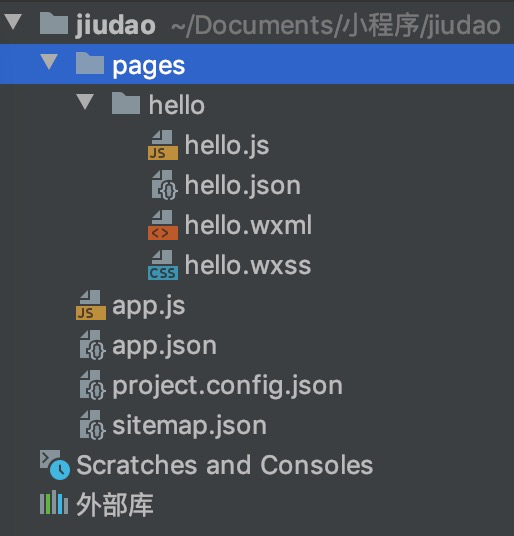 jiudao ~/Documents/小程序/jiudao
pages
hello
JS hello.js
{} hello.json
<> hello.wxml
CSS hello.wxss
JS app.js
{} app.json
{} project.config.json
{} sitemap.json
Scratches and Consoles
外部库